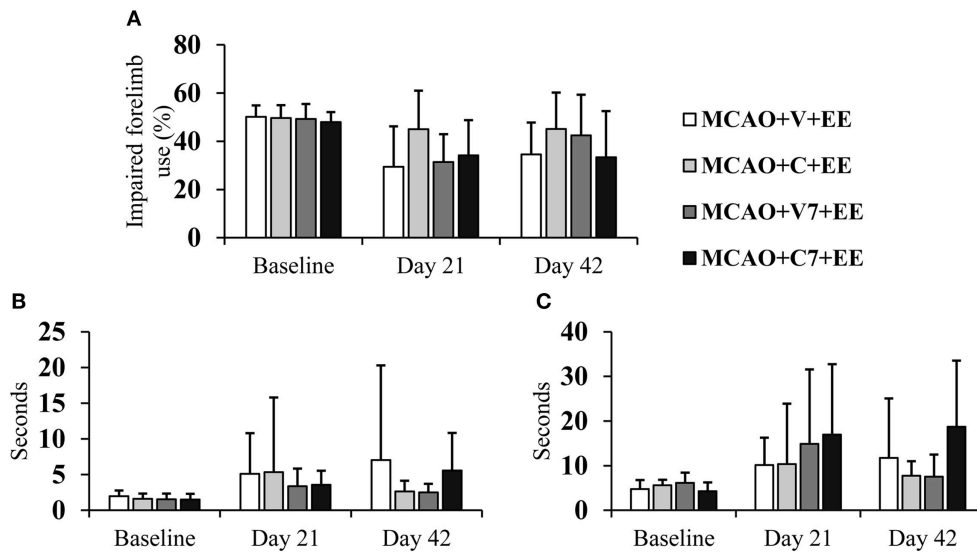 A
Impaired forelimb
use (%)
80
60
40
20
0
Baseline
Day 21
Day 42
MCAO+V+EE
MCAO+C+EE
MCAO+V7+EE
MCAO+C7+EE
B
Seconds
25
20
15
10
5
0
Baseline
Day 21
Day 42
C
Seconds
40
30
20
10
0
Baseline
Day 21
Day 42